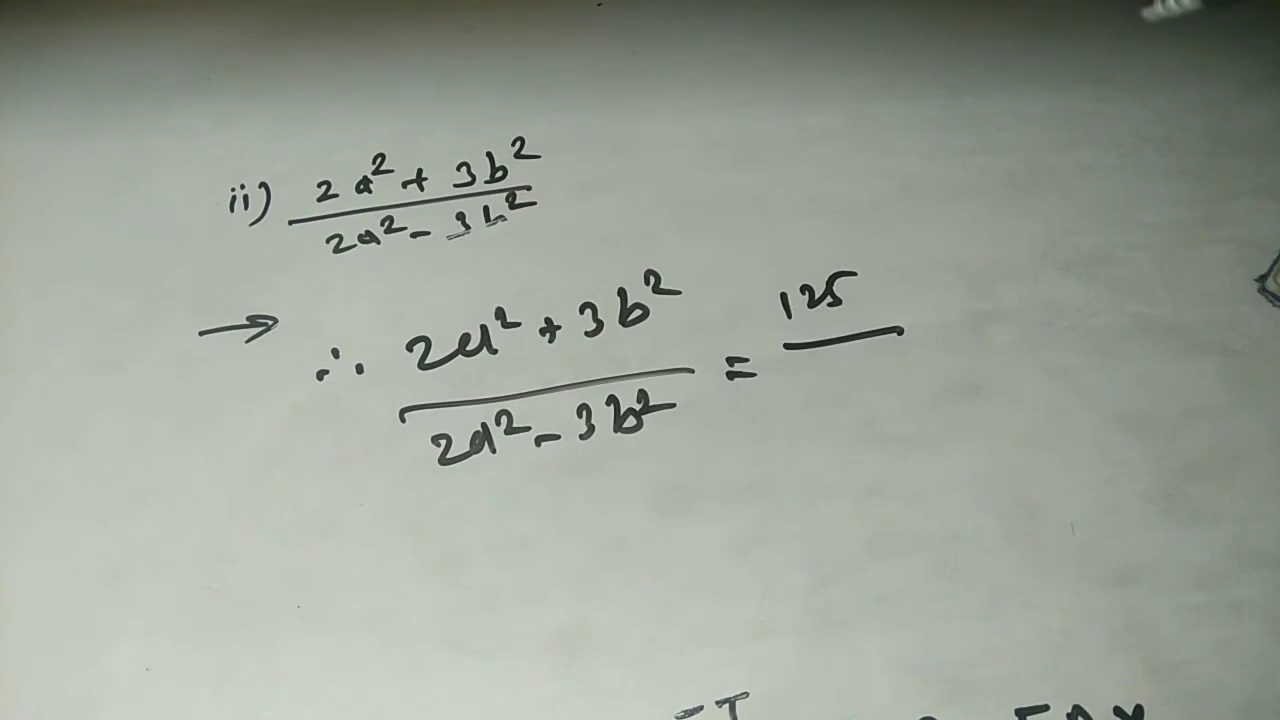 ii) 2a² + 3b²
2a² - 3b²
→ ∴ 2a² + 3b² = 125
2a² - 3b²